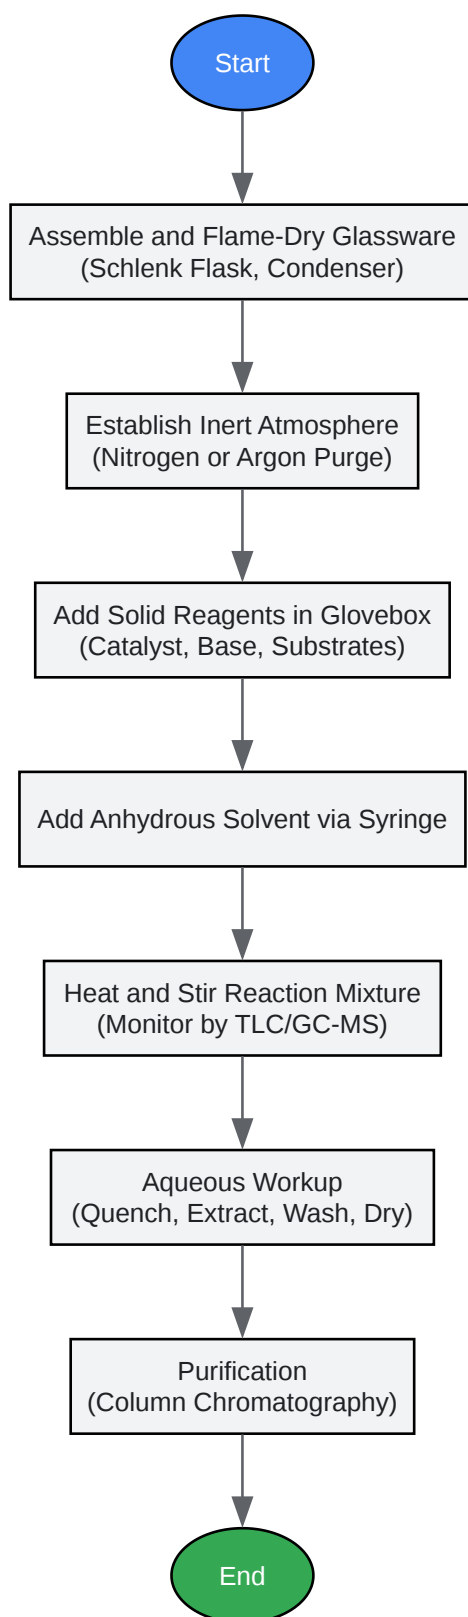 Start
Assemble and Flame-Dry Glassware
(Schlenk Flask, Condenser)
Establish Inert Atmosphere
(Nitrogen or Argon Purge)
Add Solid Reagents in Glovebox
(Catalyst, Base, Substrates)
Add Anhydrous Solvent via Syringe
Heat and Stir Reaction Mixture
(Monitor by TLC/GC-MS)
Aqueous Workup
(Quench, Extract, Wash, Dry)
Purification
(Column Chromatography)
End